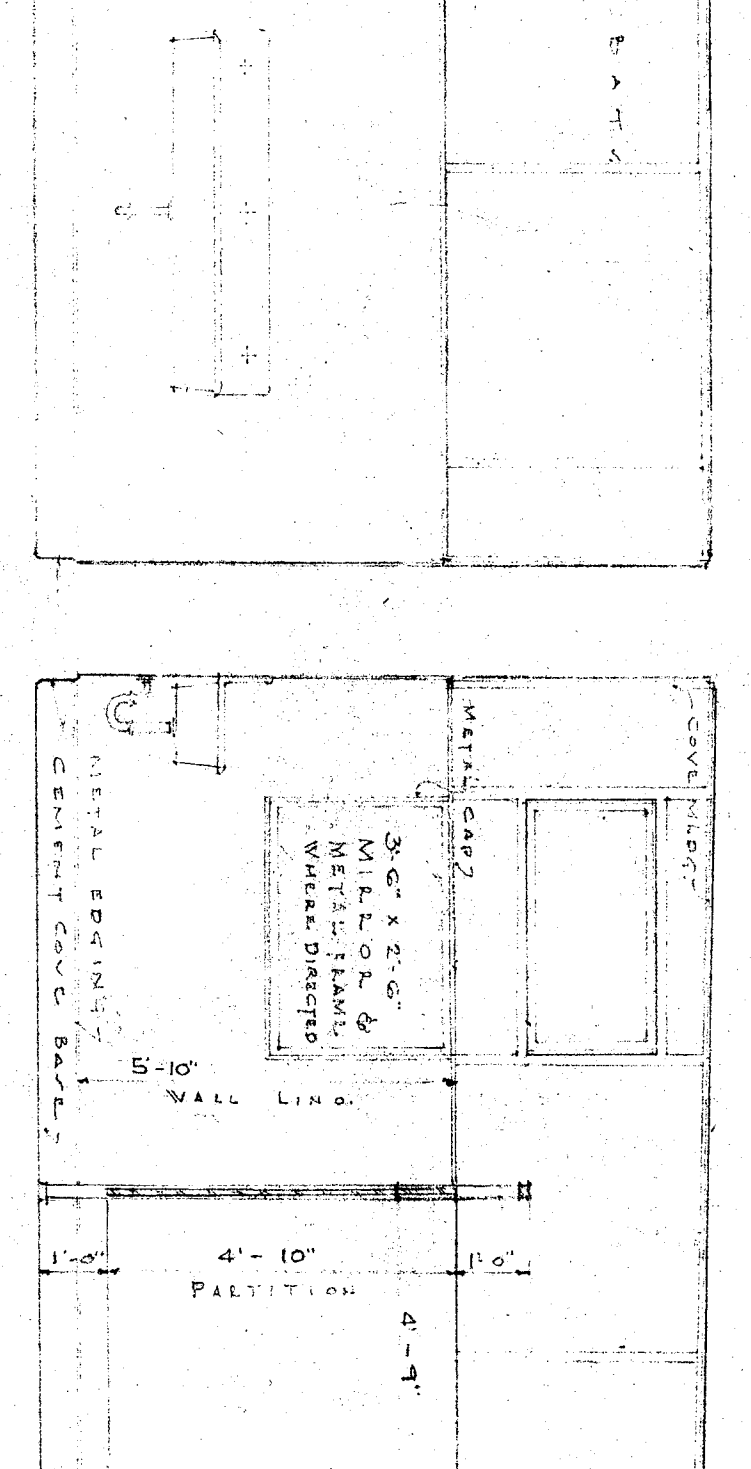 3'-6" x 2'-6"
MIRROR &
METAL FRAME
WHERE DIRECTED
METAL CAP
COVE MLDG.
METAL EDGING
CEMENT COVE BASE
5'-10"
WALL LINO.
1'-0"
4'-10"
1'-0"
PARTITION
4'-9"